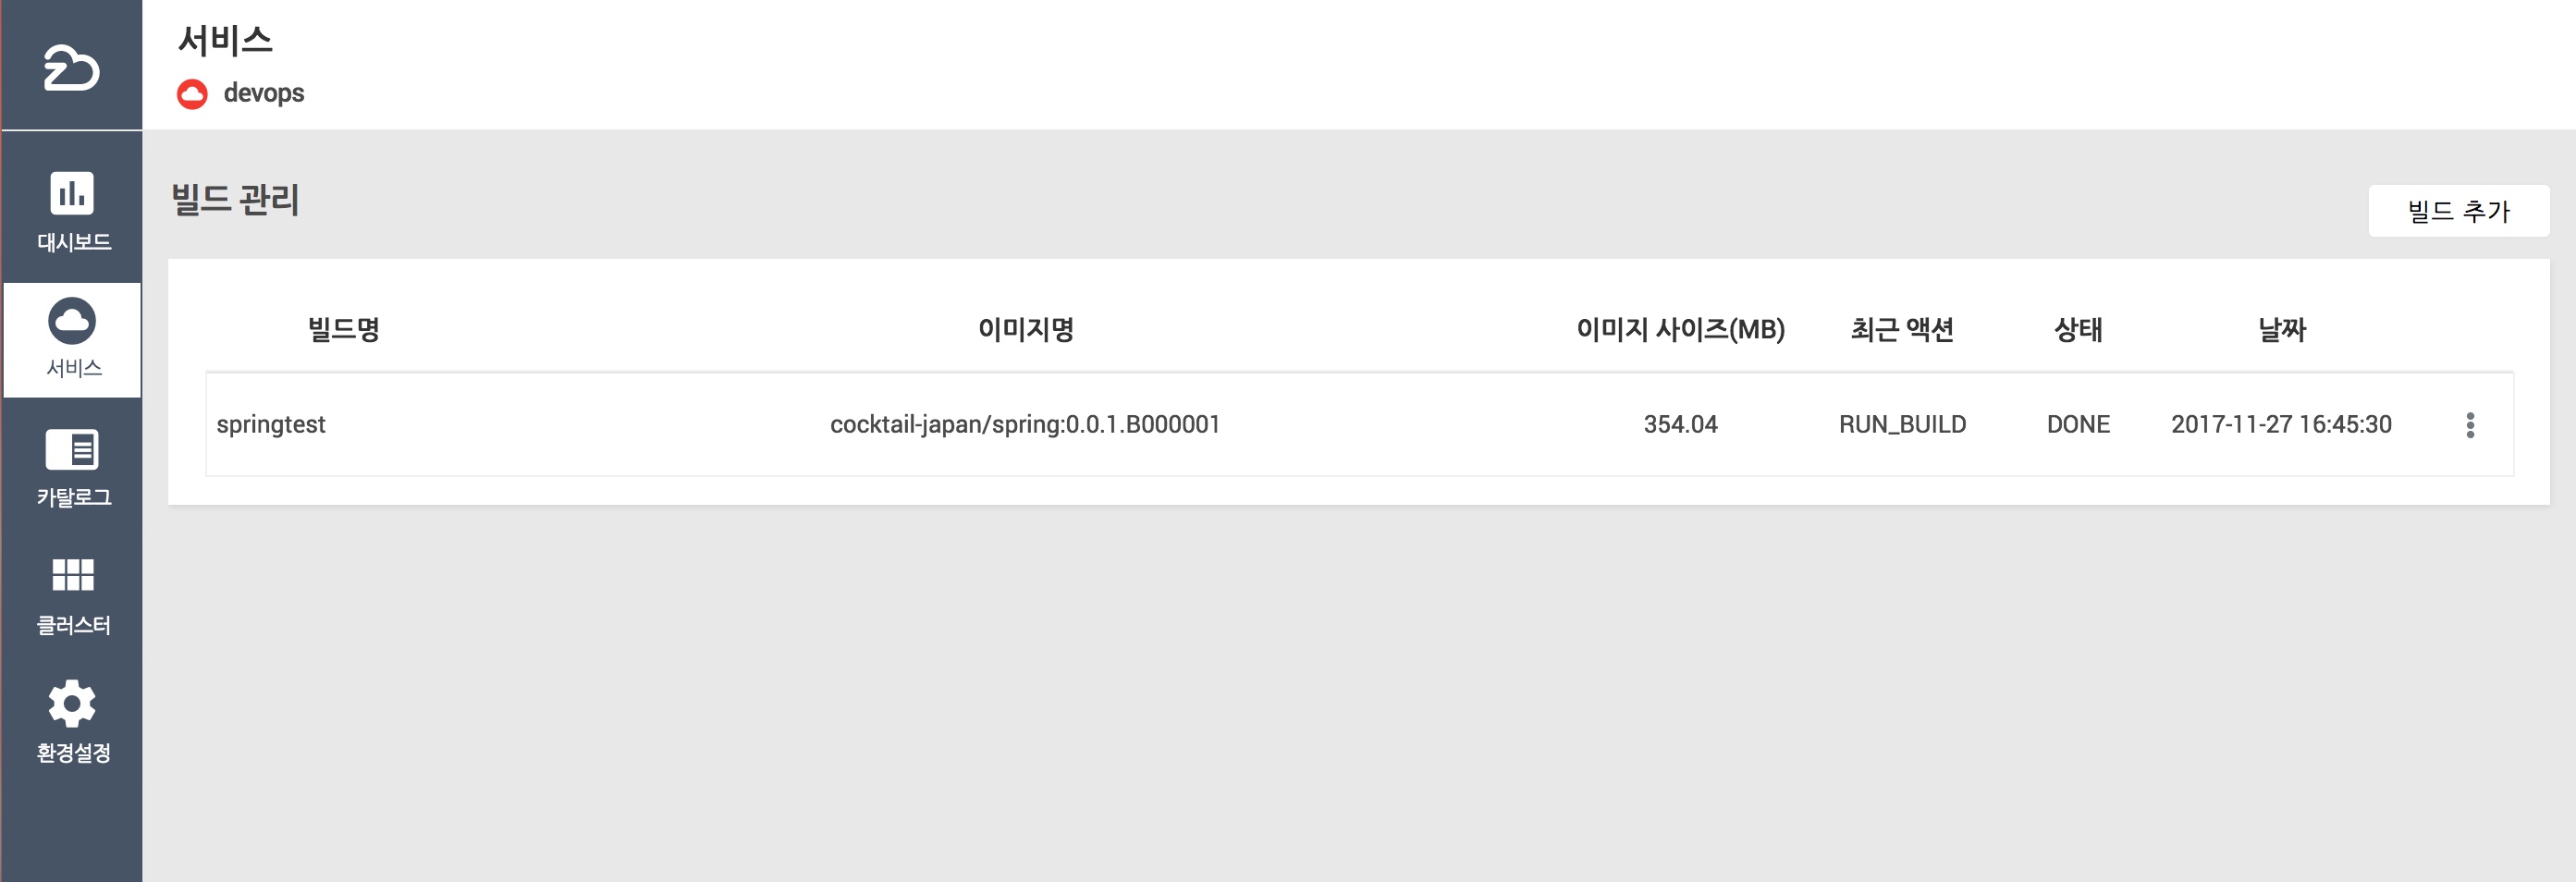 서비스
devops
대시보드
서비스
카탈로그
클러스터
환경설정
빌드 관리
빌드 추가
빌드명 이미지명 이미지 사이즈(MB) 최근 액션 상태 날짜
springtest cocktail-japan/spring:0.0.1.B000001 354.04 RUN_BUILD DONE 2017-11-27 16:45:30